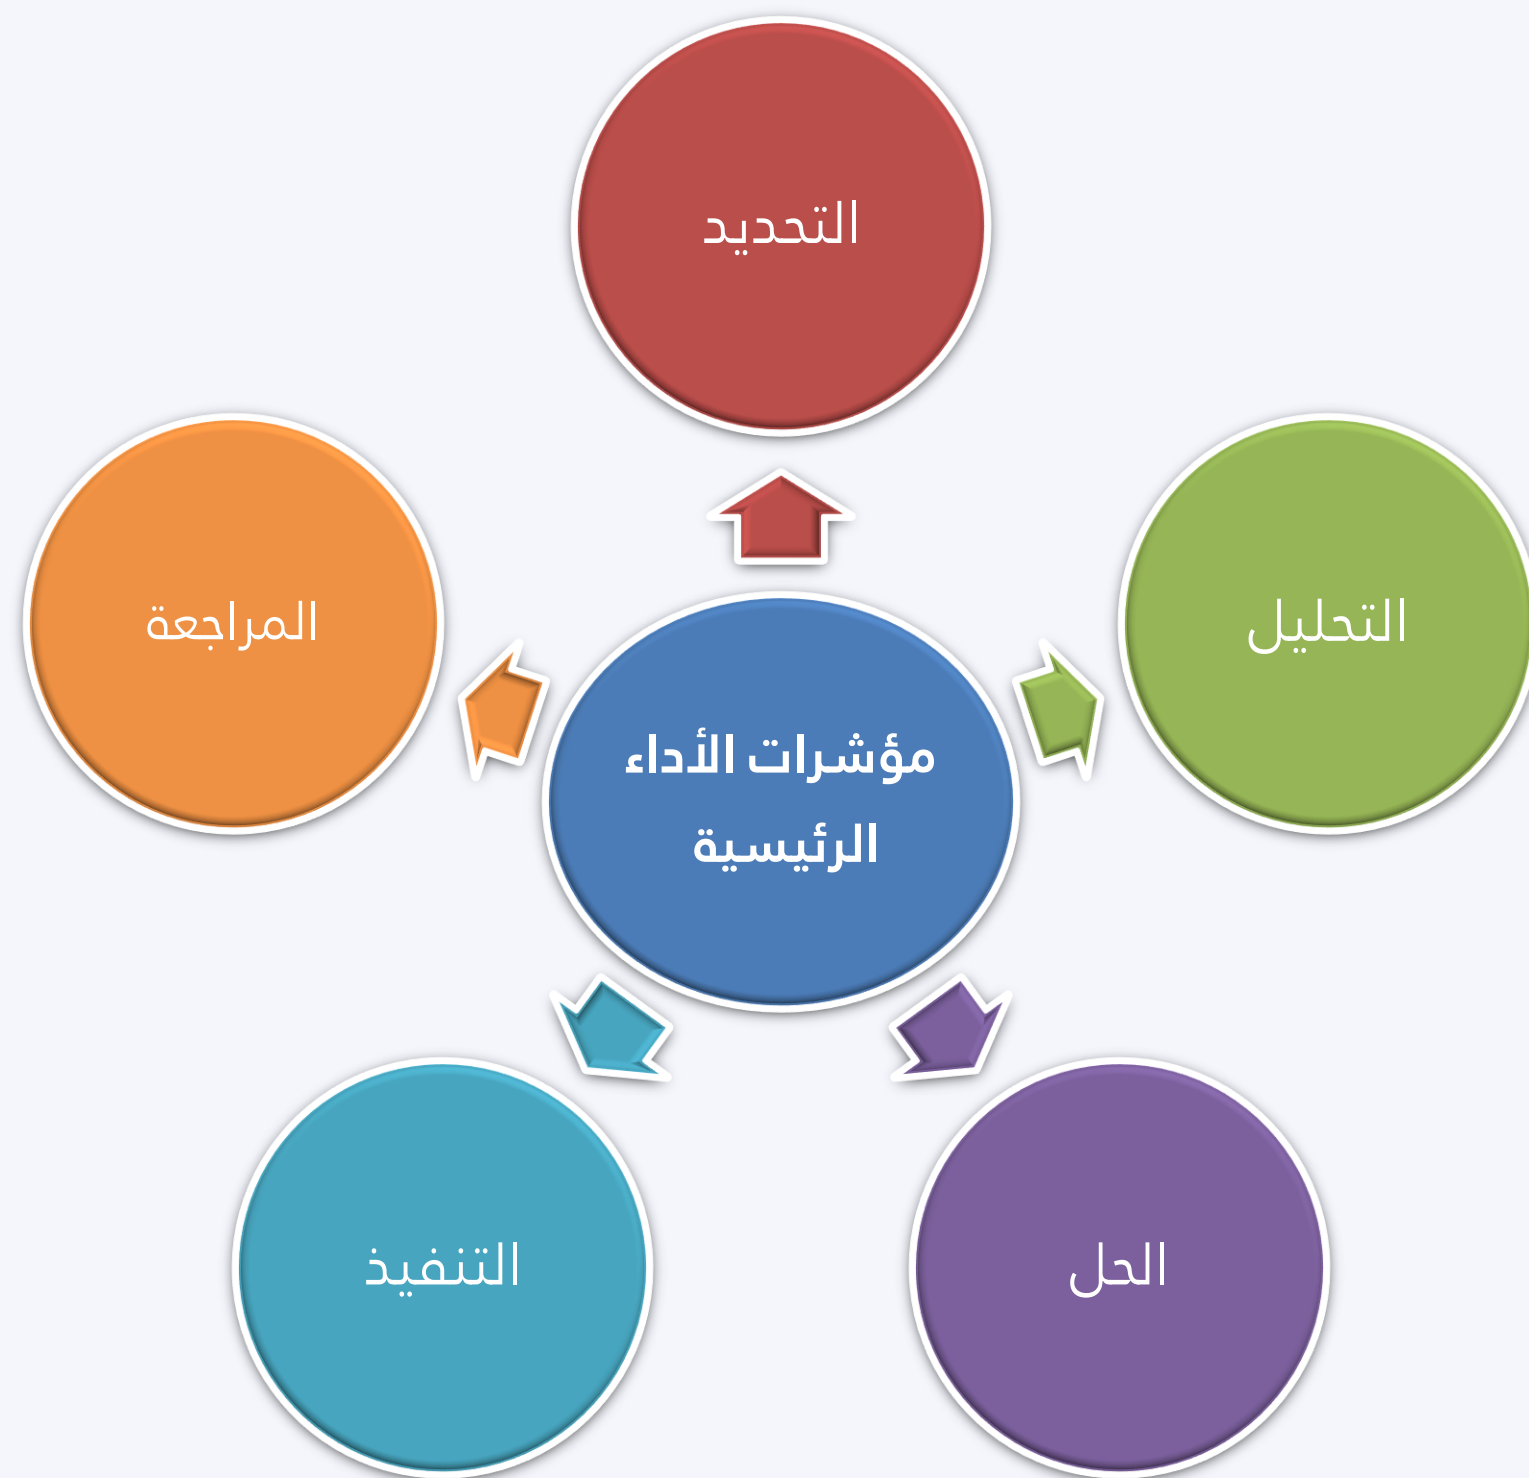 التحديد
التحليل
المراجعة
مؤشرات الأداء
الرئيسية
الحل
التنفيذ